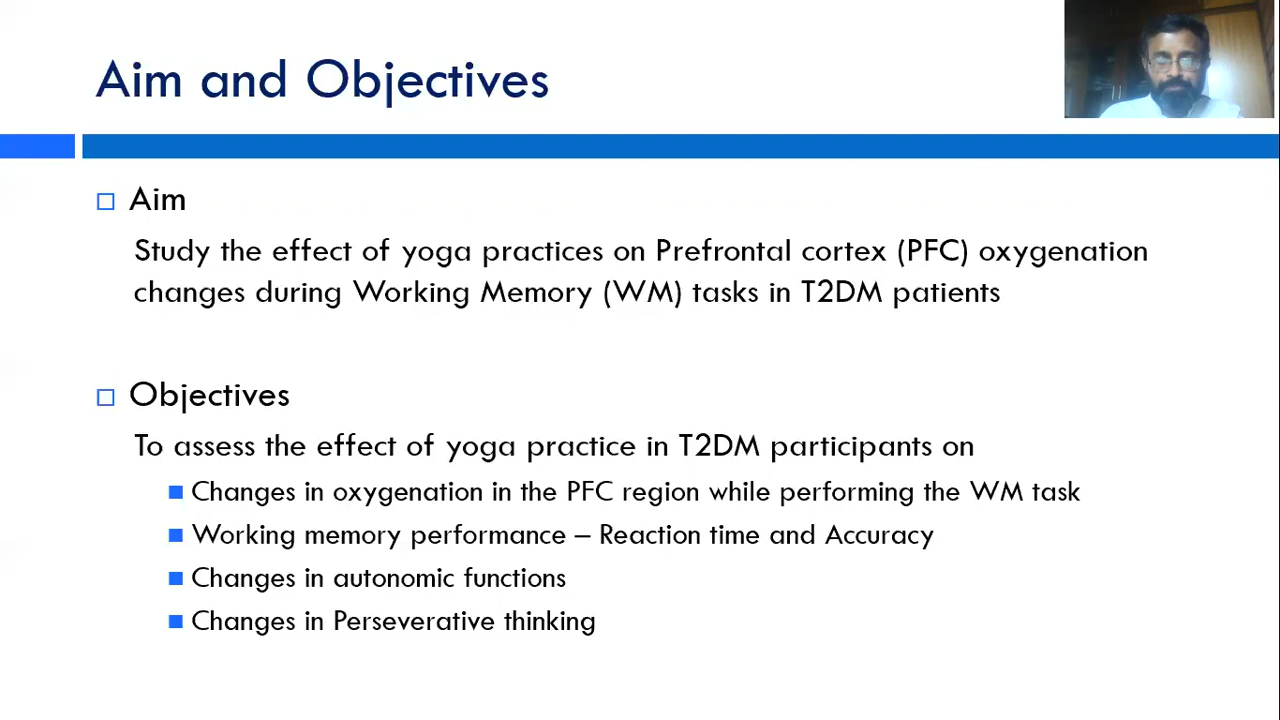 Aim and Objectives
Aim
Study the effect of yoga practices on Prefrontal cortex (PFC) oxygenation
changes during Working Memory (WM) tasks in T2DM patients
Objectives
To assess the effect of yoga practice in T2DM participants on
Changes in oxygenation in the PFC region while performing the WM task
Working memory performance – Reaction time and Accuracy
Changes in autonomic functions
Changes in Perseverative thinking